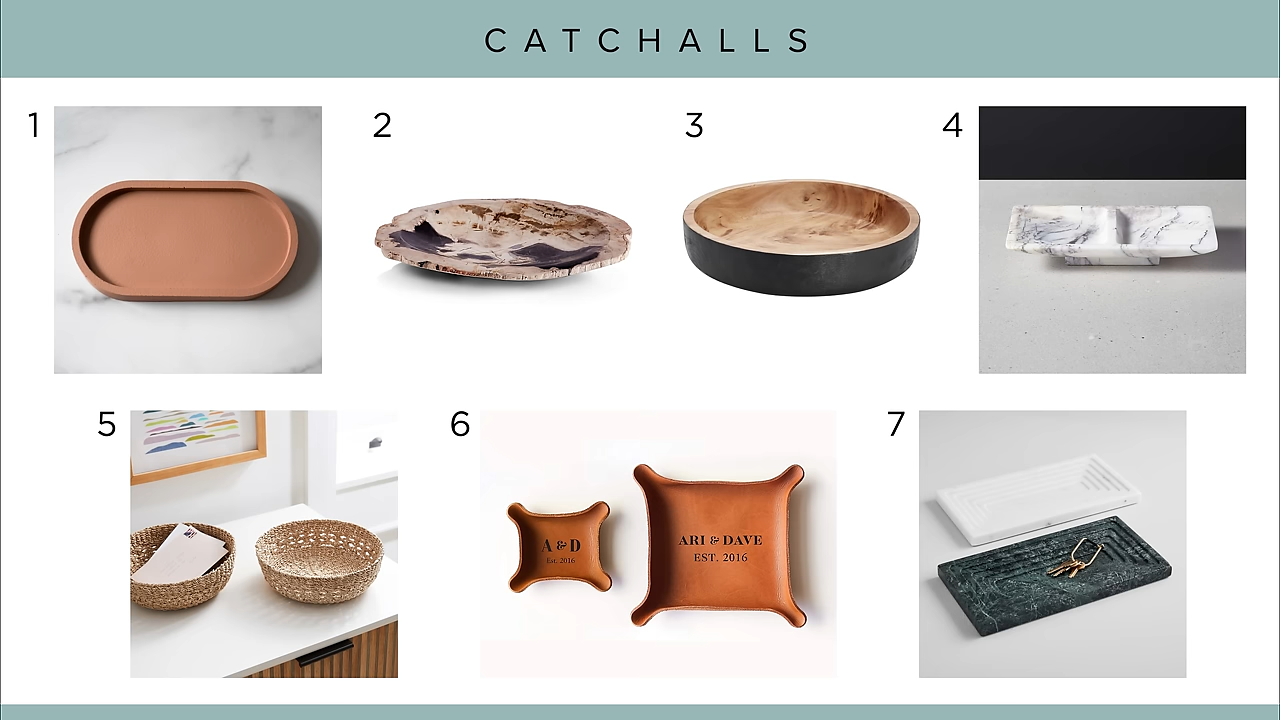 CATCHALLS
1
2
3
4
5
6
7
A & D
Est. 2016
ARI & DAVE
EST. 2016